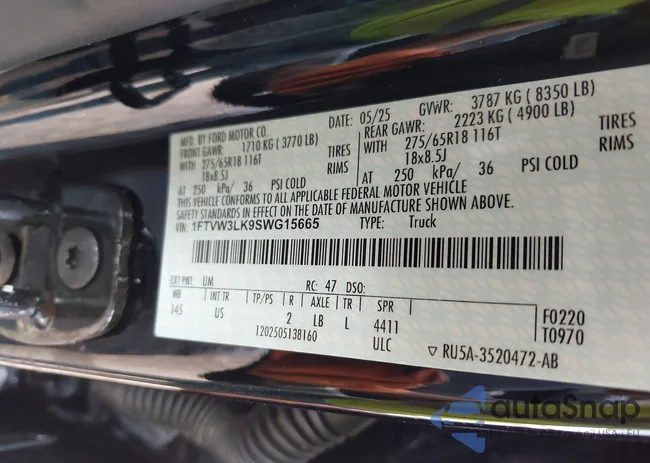 MFD. BY FORD MOTOR CO.
DATE: 05/25 GVWR: 3787 KG ( 8350 LB)
FRONT GAWR: 1710 KG ( 3770 LB) REAR GAWR: 2223 KG ( 4900 LB)
WITH 275/65R18 116T TIRES WITH 275/65R18 116T TIRES
18x8.5J RIMS 18x8.5J RIMS
AT 250 kPa/ 36 PSI COLD AT 250 kPa/ 36 PSI COLD
THIS VEHICLE CONFORMS TO ALL APPLICABLE FEDERAL MOTOR VEHICLE
SAFETY STANDARDS IN EFFECT ON THE DATE OF MANUFACTURE SHOWN ABOVE.
VIN: 1FTVW3LK9SWG15665 TYPE: Truck
EXT PNT: UM RC: 47 DSO:
WB INT TR TP/PS R AXLE TR SPR F0220
145 US 2 LB L 4411 T0970
120250513816O ULC ▽ RU5A-3520472-AB
autoSnap